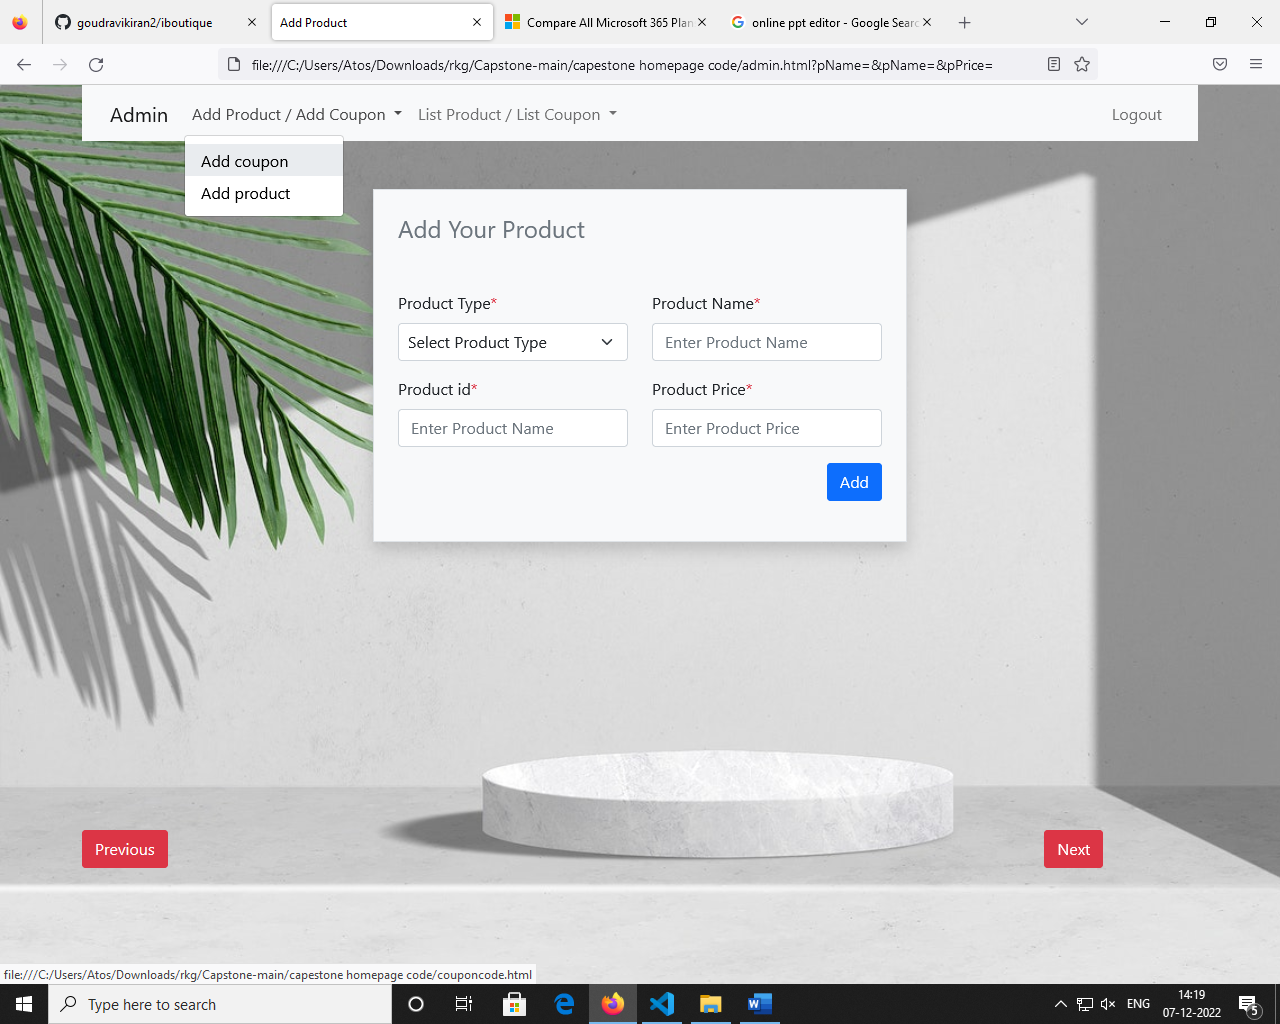 goudravikiran2/iboutique
Add Product
Compare All Microsoft 365 Plan
online ppt editor - Google Searc
file:///C:/Users/Atos/Downloads/rkg/Capstone-main/capestone homepage code/admin.html?pName=&pName=&pPrice=
Admin
Add Product / Add Coupon
List Product / List Coupon
Logout
Add coupon
Add product
Add Your Product
Product Type*
Product Name*
Select Product Type
Enter Product Name
Product id*
Product Price*
Enter Product Name
Enter Product Price
Add
Previous
Next
file:///C:/Users/Atos/Downloads/rkg/Capstone-main/capestone homepage code/couponcode.html
Type here to search
ENG
14:19
07-12-2022
5